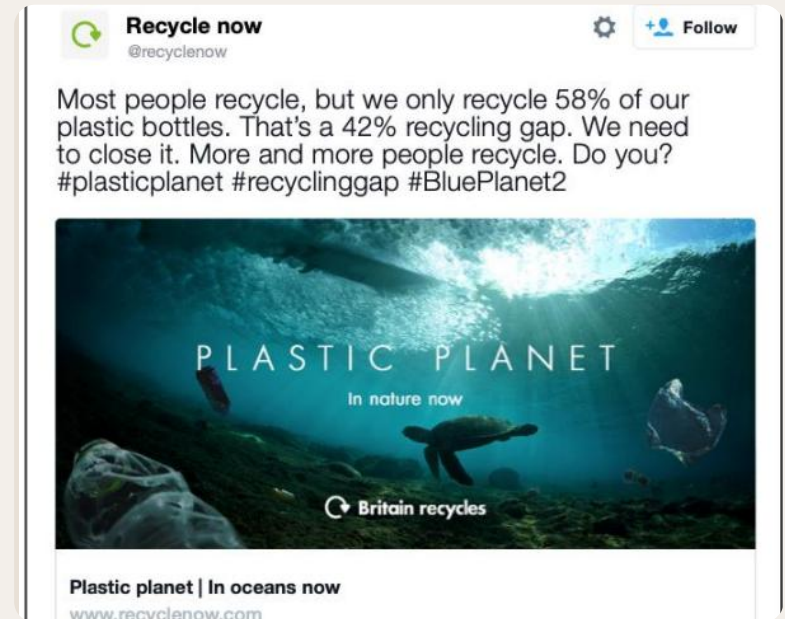 Recycle now
@recyclenow
Follow
Most people recycle, but we only recycle 58% of our
plastic bottles. That's a 42% recycling gap. We need
to close it. More and more people recycle. Do you?
#plasticplanet #recyclinggap #BluePlanet2
PLASTIC PLANET
In nature now
Britain recycles
Plastic planet | In oceans now
www.recyclenow.com